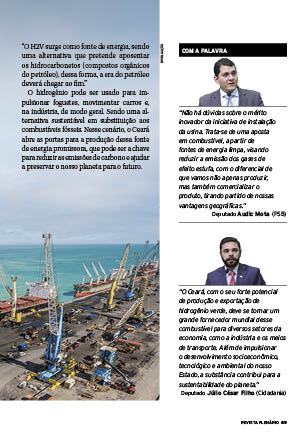 "O H2V surge como fonte de energia, sendo
uma alternativa que pretende aposentar
os hidrocarbonetos (compostos orgânicos
do petróleo), dessa forma, a era do petróleo
deverá chegar ao fim."
O hidrogênio pode ser usado para im-
pulsionar foguetes, movimentar carros e,
na indústria, de modo geral. Sendo uma al-
ternativa sustentável em substituição aos
combustíveis fósseis. Nesse cenário, o Ceará
abre as portas para a produção dessa fonte
de energia promissora, que pode ser a chave
para reduzir as emissões de carbono e ajudar
a preservar o nosso planeta para o futuro.
COM A PALAVRA
"Não há dúvidas sobre o mérito
inovador da iniciativa de instalação
da usina. Trata-se de uma aposta
em combustível, a partir de
fontes de energia limpa, visando
reduzir a emissão dos gases de
efeito estufa, com o diferencial de
que vamos não apenas produzir,
mas também comercializar o
produto, tirando partido de nossas
vantagens geográficas."
Deputado Audic Mota (PSB)
"O Ceará, com o seu forte potencial
de produção e exportação de
hidrogênio verde, deve se tornar um
grande fornecedor mundial desse
combustível para diversos setores da
economia, como a indústria e os meios
de transporte. Além de impulsionar
o desenvolvimento socioeconômico,
tecnológico e ambiental do nosso
Estado, a substância contribui para a
sustentabilidade do planeta."
Deputado Júlio César Filho (Cidadania)
REVISTA PLENÁRIO